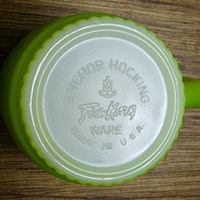 ANCHOR HOCKING
Fire-King
WARE
MADE IN U.S.A.